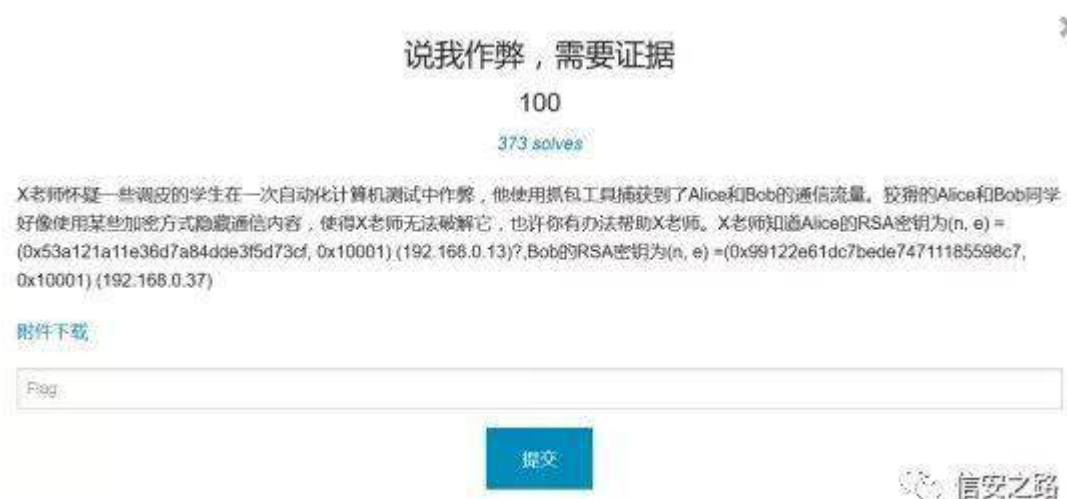 说我作弊，需要证据
100
373 solves
X老师怀疑一些调皮的学生在一次自动化计算机测试中作弊，他使用抓包工具捕获到了Alice和Bob的通信流量。狡猾的Alice和Bob同学
好像使用某些加密方式隐藏通信内容，使得X老师无法破解它，也许你有办法帮助X老师。X老师知道Alice的RSA密钥为(n, e) =
(0x53a121a11e36d7a84dde3f5d73cf, 0x10001) (192.168.0.13)?,Bob的RSA密钥为(n, e) =(0x99122e61dc7bede74711185598c7,
0x10001) (192.168.0.37)
附件下载
Flag
提交
信安之路